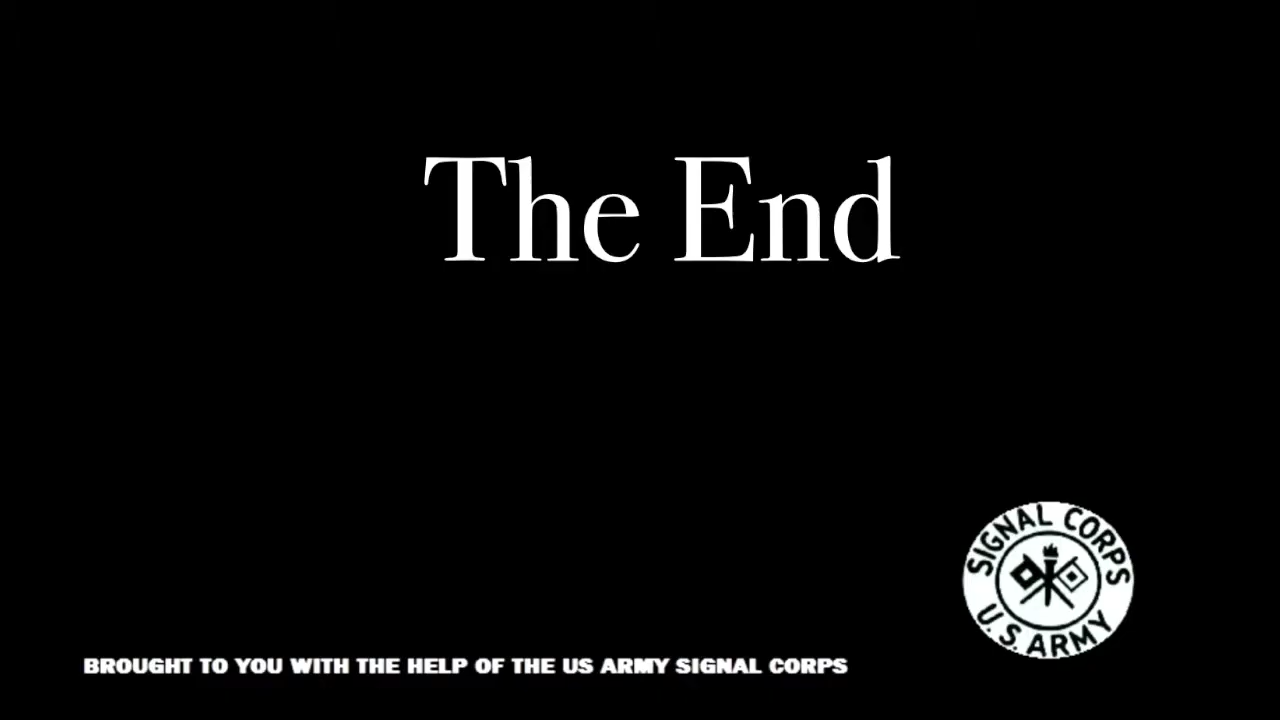 The End
SIGNAL CORPS
U.S. ARMY
BROUGHT TO YOU WITH THE HELP OF THE US ARMY SIGNAL CORPS